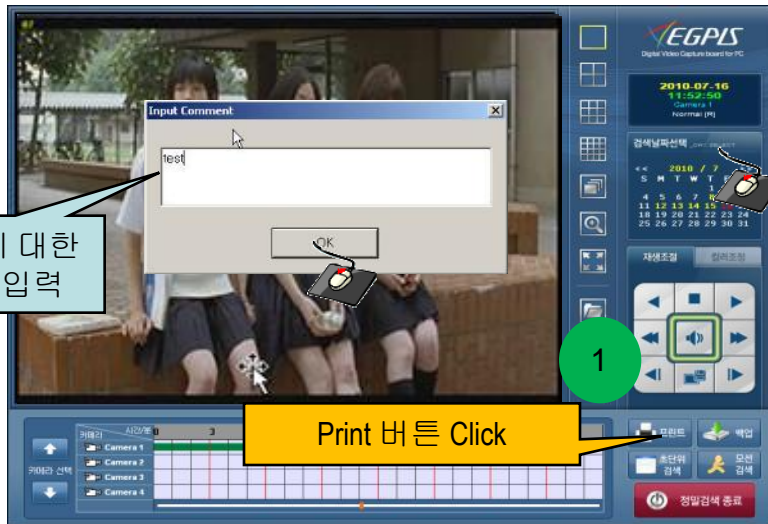 YEGPIS
Digital Video Capture board for PC
2010-07-16
11:52:50
Camera 1
Normal [R]
Input Comment
test
OK
에 대한
입력
검색날짜선택
<< 2010 / 7
S M T W T
1
4 5 6 7 8
11 12 13 14 15
18 19 20 21 22 23 24
25 26 27 28 29 30 31
재생조절
컬러조정
1
Print 버튼 Click
프린트
백업
초단위
검색
모션
검색
정밀검색 종료
카메라 선택
카메라
시간/분
0
3
Camera 1
Camera 2
Camera 3
Camera 4